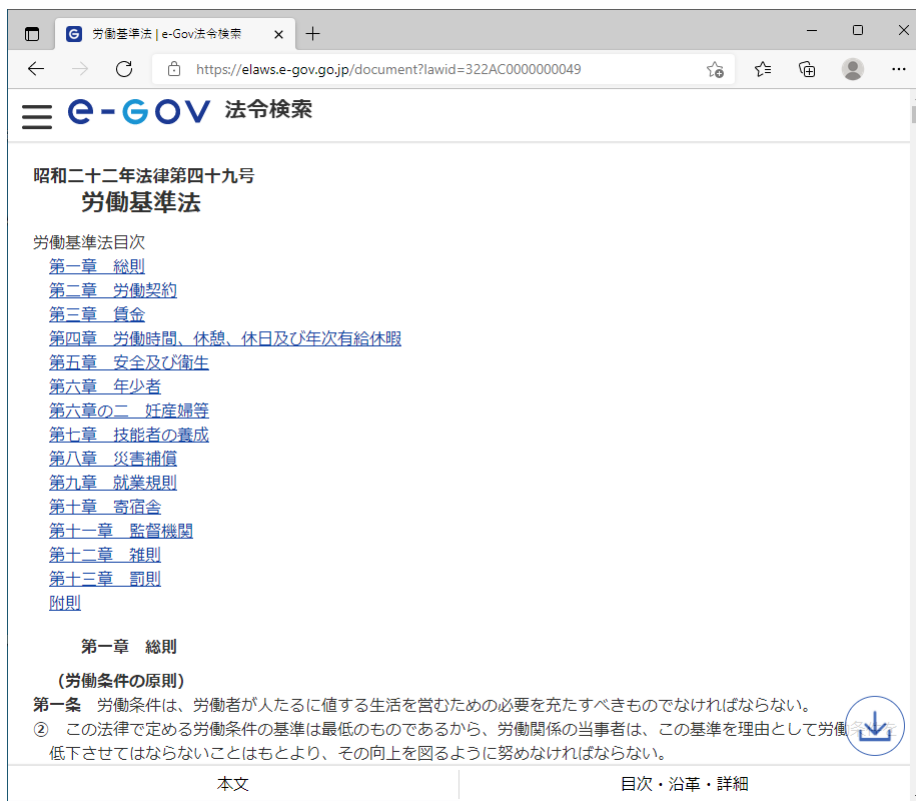 労働基準法 | e-Gov法令検索
https://elaws.e-gov.go.jp/document?lawid=322AC0000000049
e-GOV 法令検索
昭和二十二年法律第四十九号
労働基準法
労働基準法目次
第一章　総則
第二章　労働契約
第三章　賃金
第四章　労働時間、休憩、休日及び年次有給休暇
第五章　安全及び衛生
第六章　年少者
第六章の二　妊産婦等
第七章　技能者の養成
第八章　災害補償
第九章　就業規則
第十章　寄宿舎
第十一章　監督機関
第十二章　雑則
第十三章　罰則
附則
第一章　総則
（労働条件の原則）
第一条　労働条件は、労働者が人たるに値する生活を営むための必要を充たすべきものでなければならない。
②　この法律で定める労働条件の基準は最低のものであるから、労働関係の当事者は、この基準を理由として労働条件を
低下させてはならないことはもとより、その向上を図るように努めなければならない。
本文
目次・沿革・詳細